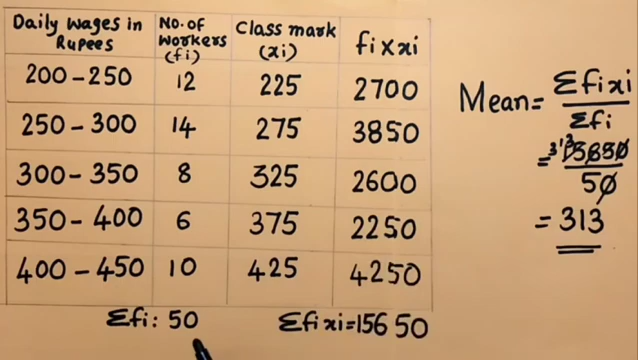 Daily wages in Rupees | No. of workers (fi) | Class mark (xi) | fi x xi
200 - 250 | 12 | 225 | 2700
250 - 300 | 14 | 275 | 3850
300 - 350 | 8 | 325 | 2600
350 - 400 | 6 | 375 | 2250
400 - 450 | 10 | 425 | 4250
Σfi: 50 Σfixi = 15650
Mean = Σfixi / Σfi
= 15650 / 50
= 313